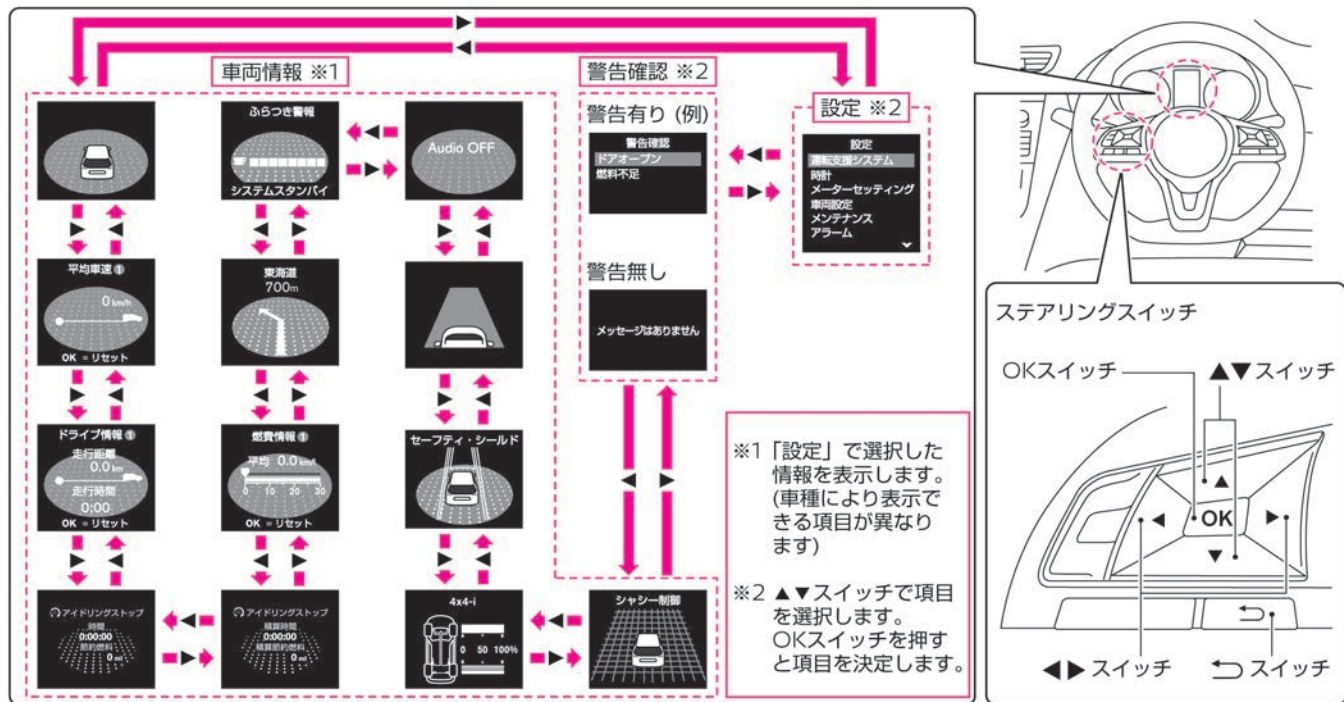 車両情報 ※1
警告確認 ※2
設定 ※2
ふらつき警報
システムスタンバイ
Audio OFF
平均車速 ①
0 km/h
OK = リセット
東海道
700m
ドライブ情報 ①
走行距離
0.0 km
走行時間
0:00
OK = リセット
燃費情報 ①
平均 0.0 km/l
0 10 20 30
OK = リセット
セーフティ・シールド
アイドリングストップ
時間
0:00:00
節約燃料
0 ml
アイドリングストップ
積算時間
0:00:00
積算節約燃料
0 ml
4x4-i
0 50 100%
シャシー制御
警告有り (例)
警告確認
ドアオープン
燃料不足
警告無し
メッセージはありません
設定
運転支援システム
時計
メーターセッティング
車両設定
メンテナンス
アラーム
※1 「設定」で選択した
情報を表示します。
(車種により表示で
きる項目が異なり
ます)
※2 ▲▼スイッチで項目
を選択します。
OKスイッチを押す
と項目を決定します。
ステアリングスイッチ
OKスイッチ
▲▼スイッチ
▲
◀ OK ▶
▼
◀▶ スイッチ
⮌ スイッチ